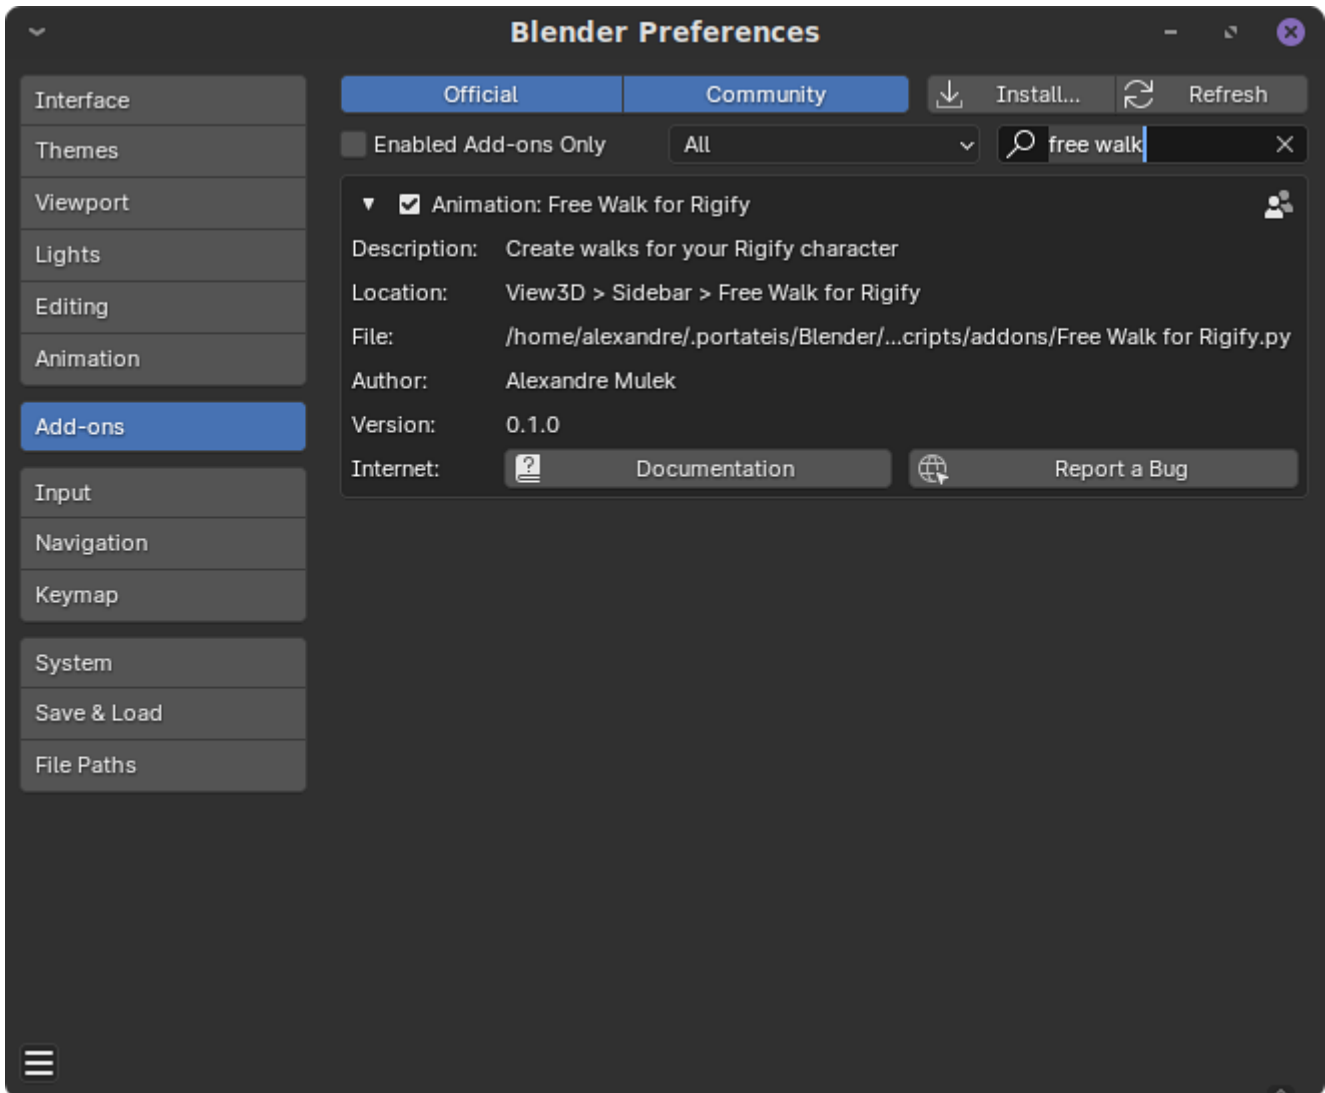 Blender Preferences
Interface
Themes
Viewport
Lights
Editing
Animation
Add-ons
Input
Navigation
Keymap
System
Save & Load
File Paths
Official Community Install... Refresh
Enabled Add-ons Only All free walk
Animation: Free Walk for Rigify
Description: Create walks for your Rigify character
Location: View3D > Sidebar > Free Walk for Rigify
File: /home/alexandre/.portateis/Blender/...cripts/addons/Free Walk for Rigify.py
Author: Alexandre Mulek
Version: 0.1.0
Internet: Documentation Report a Bug